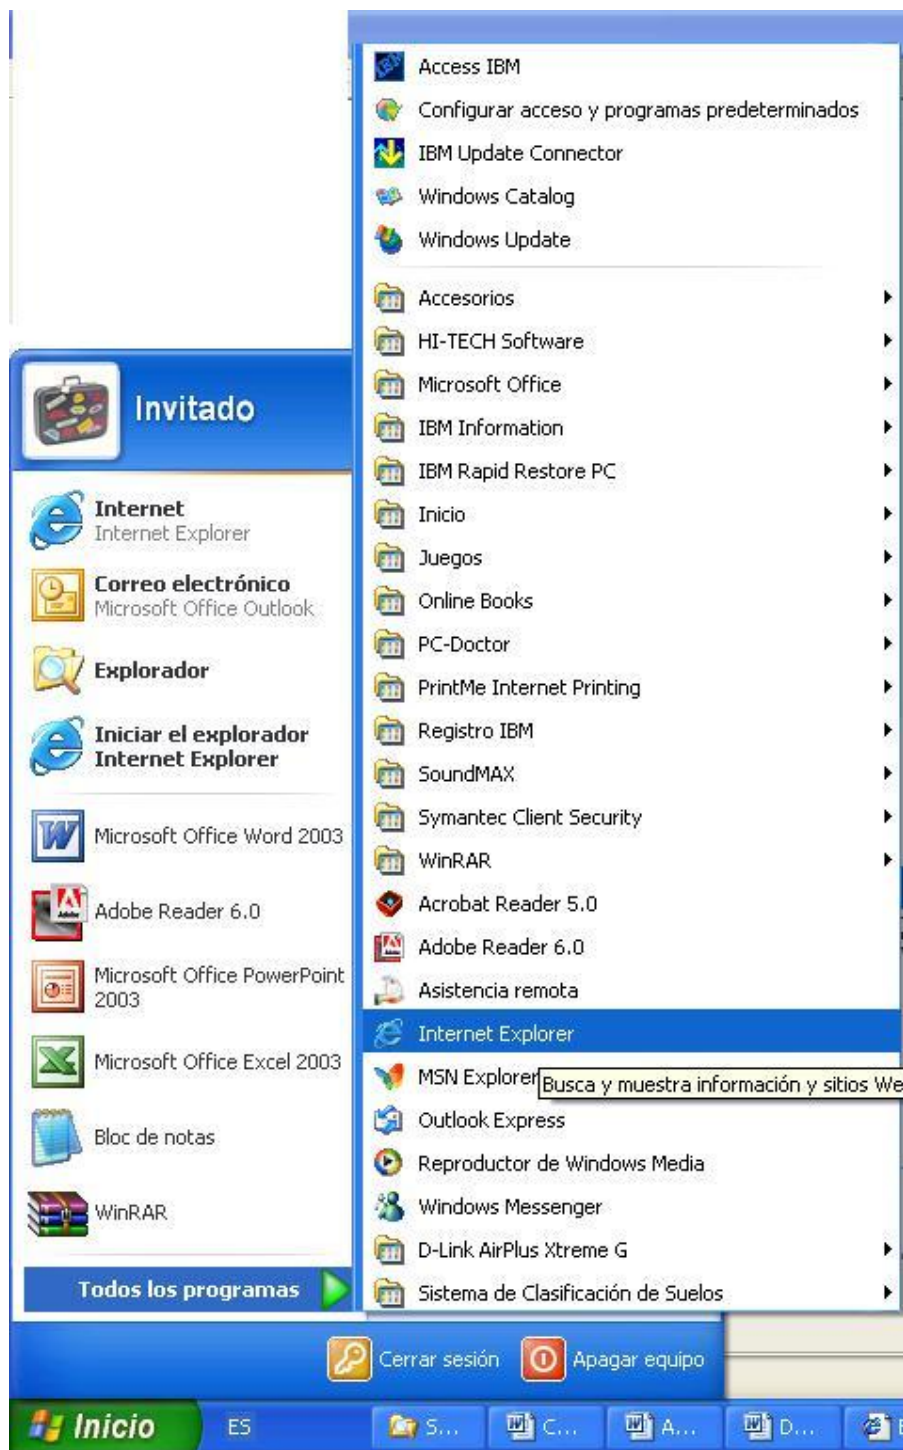 Access IBM
Configurar acceso y programas predeterminados
IBM Update Connector
Windows Catalog
Windows Update
Accesorios
HI-TECH Software
Microsoft Office
IBM Information
IBM Rapid Restore PC
Inicio
Juegos
Online Books
PC-Doctor
PrintMe Internet Printing
Registro IBM
SoundMAX
Symantec Client Security
WinRAR
Acrobat Reader 5.0
Adobe Reader 6.0
Asistencia remota
Internet Explorer
MSN Explorer
Busca y muestra información y sitios We
Outlook Express
Reproductor de Windows Media
Windows Messenger
D-Link AirPlus Xtreme G
Sistema de Clasificación de Suelos
Invitado
Internet
Internet Explorer
Correo electrónico
Microsoft Office Outlook
Explorador
Iniciar el explorador
Internet Explorer
Microsoft Office Word 2003
Adobe Reader 6.0
Microsoft Office PowerPoint
2003
Microsoft Office Excel 2003
Bloc de notas
WinRAR
Todos los programas
Cerrar sesión
Apagar equipo
Inicio
ES
S...
C...
A...
D...